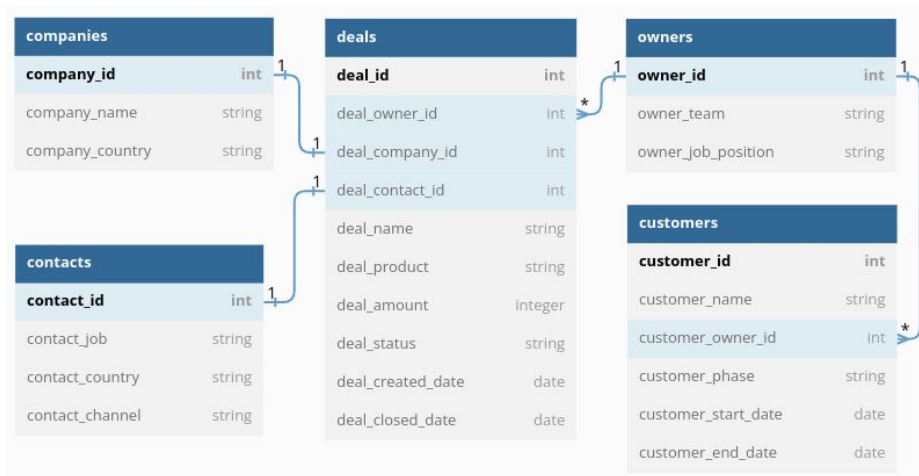 companies
company_id int
company_name string
company_country string
contacts
contact_id int
contact_job string
contact_country string
contact_channel string
deals
deal_id int
deal_owner_id int
deal_company_id int
deal_contact_id int
deal_name string
deal_product string
deal_amount integer
deal_status string
deal_created_date date
deal_closed_date date
owners
owner_id int
owner_team string
owner_job_position string
customers
customer_id int
customer_name string
customer_owner_id int
customer_phase string
customer_start_date date
customer_end_date date
1
1
1
1
*
1
1
*